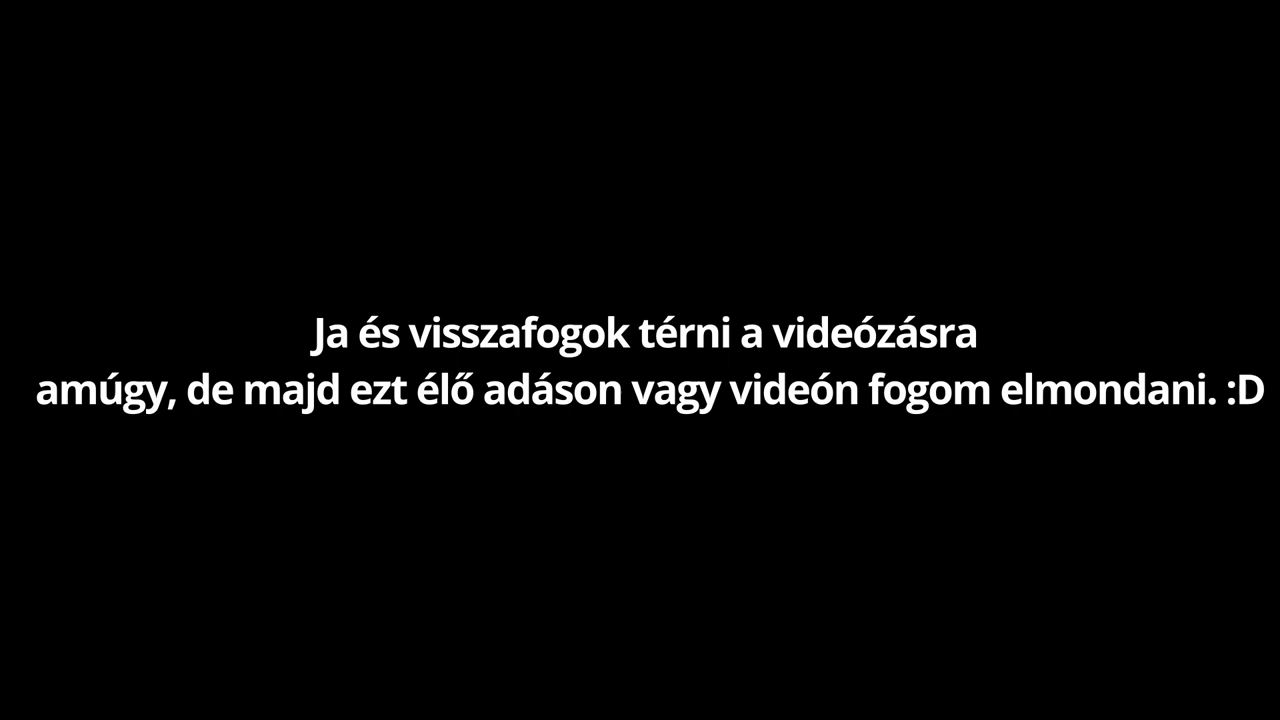 Ja és visszafogok térni a videózásra
amúgy, de majd ezt élő adáson vagy videón fogom elmondani. :D